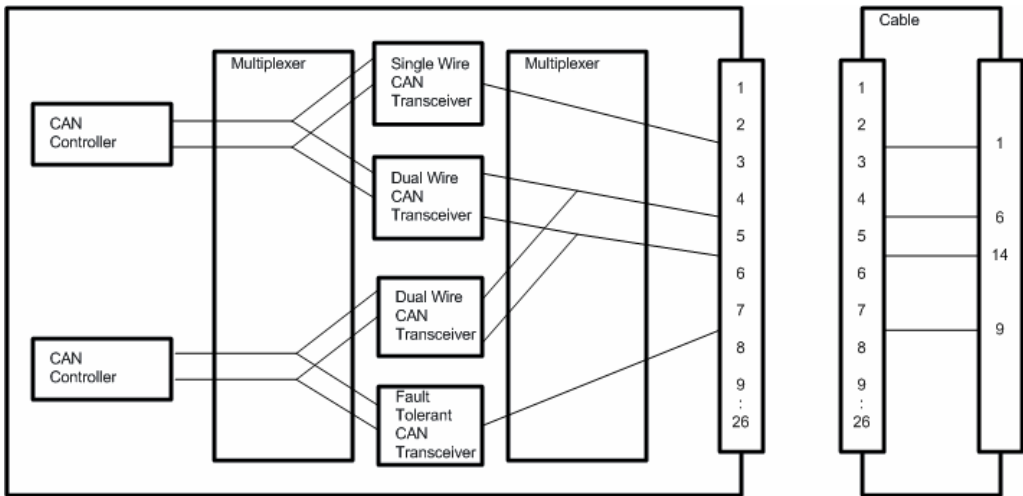 CAN
Controller
CAN
Controller
Multiplexer
Single Wire
CAN
Transceiver
Dual Wire
CAN
Transceiver
Dual Wire
CAN
Transceiver
Fault
Tolerant
CAN
Transceiver
Multiplexer
1
2
3
4
5
6
7
8
9
:
26
Cable
1
2
3
4
5
6
7
8
9
:
26
1
6
14
9